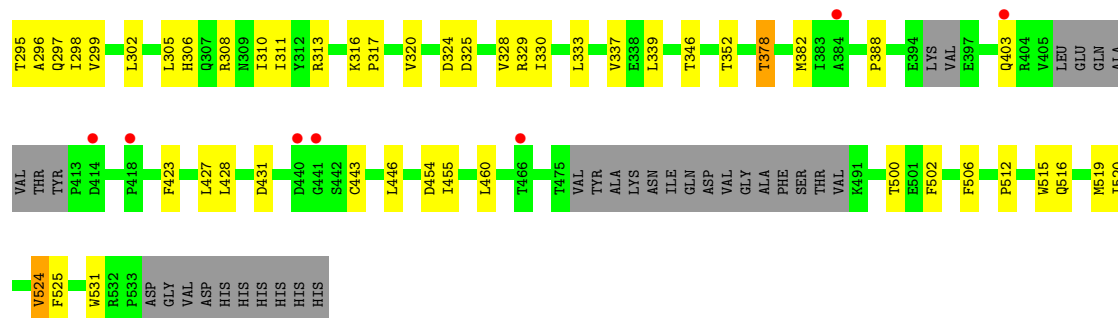 T295 A296 Q297 I298 V299 L302 L305 H306 Q307 R308 N309 I310 I311 Y312 R313 K316 P317 V320 D324 D325 V328 R329 I330 L333 V337 E338 L339 T346 T352 T378 M382 I383 A384 P388 E394 LYS VAL E397 Q403 R404 V405 LEU GLU GLN ALA
VAL THR TYR P413 D414 P418 F423 L427 L428 D431 D440 G441 S442 C443 L446 D454 I455 L460 T466 T475 VAL TYR ALA LYS ASN ILE GLN ASP VAL GLY ALA PHE SER THR VAL K491 T500 E501 F502 F506 P512 W515 Q516 M519 I520
V524 F525 W531 R532 P533 ASP GLY VAL ASP HIS HIS HIS HIS HIS HIS